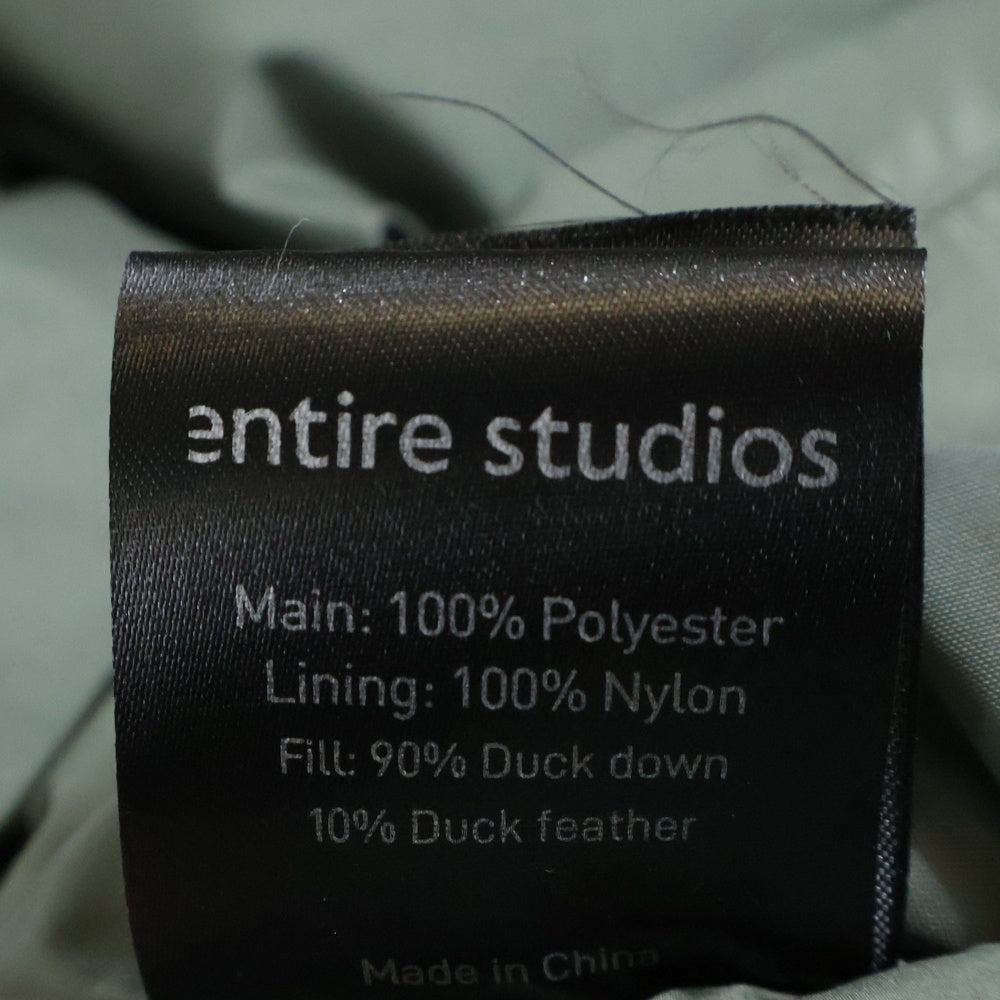 entire studios
Main: 100% Polyester
Lining: 100% Nylon
Fill: 90% Duck down
10% Duck feather
Made in China